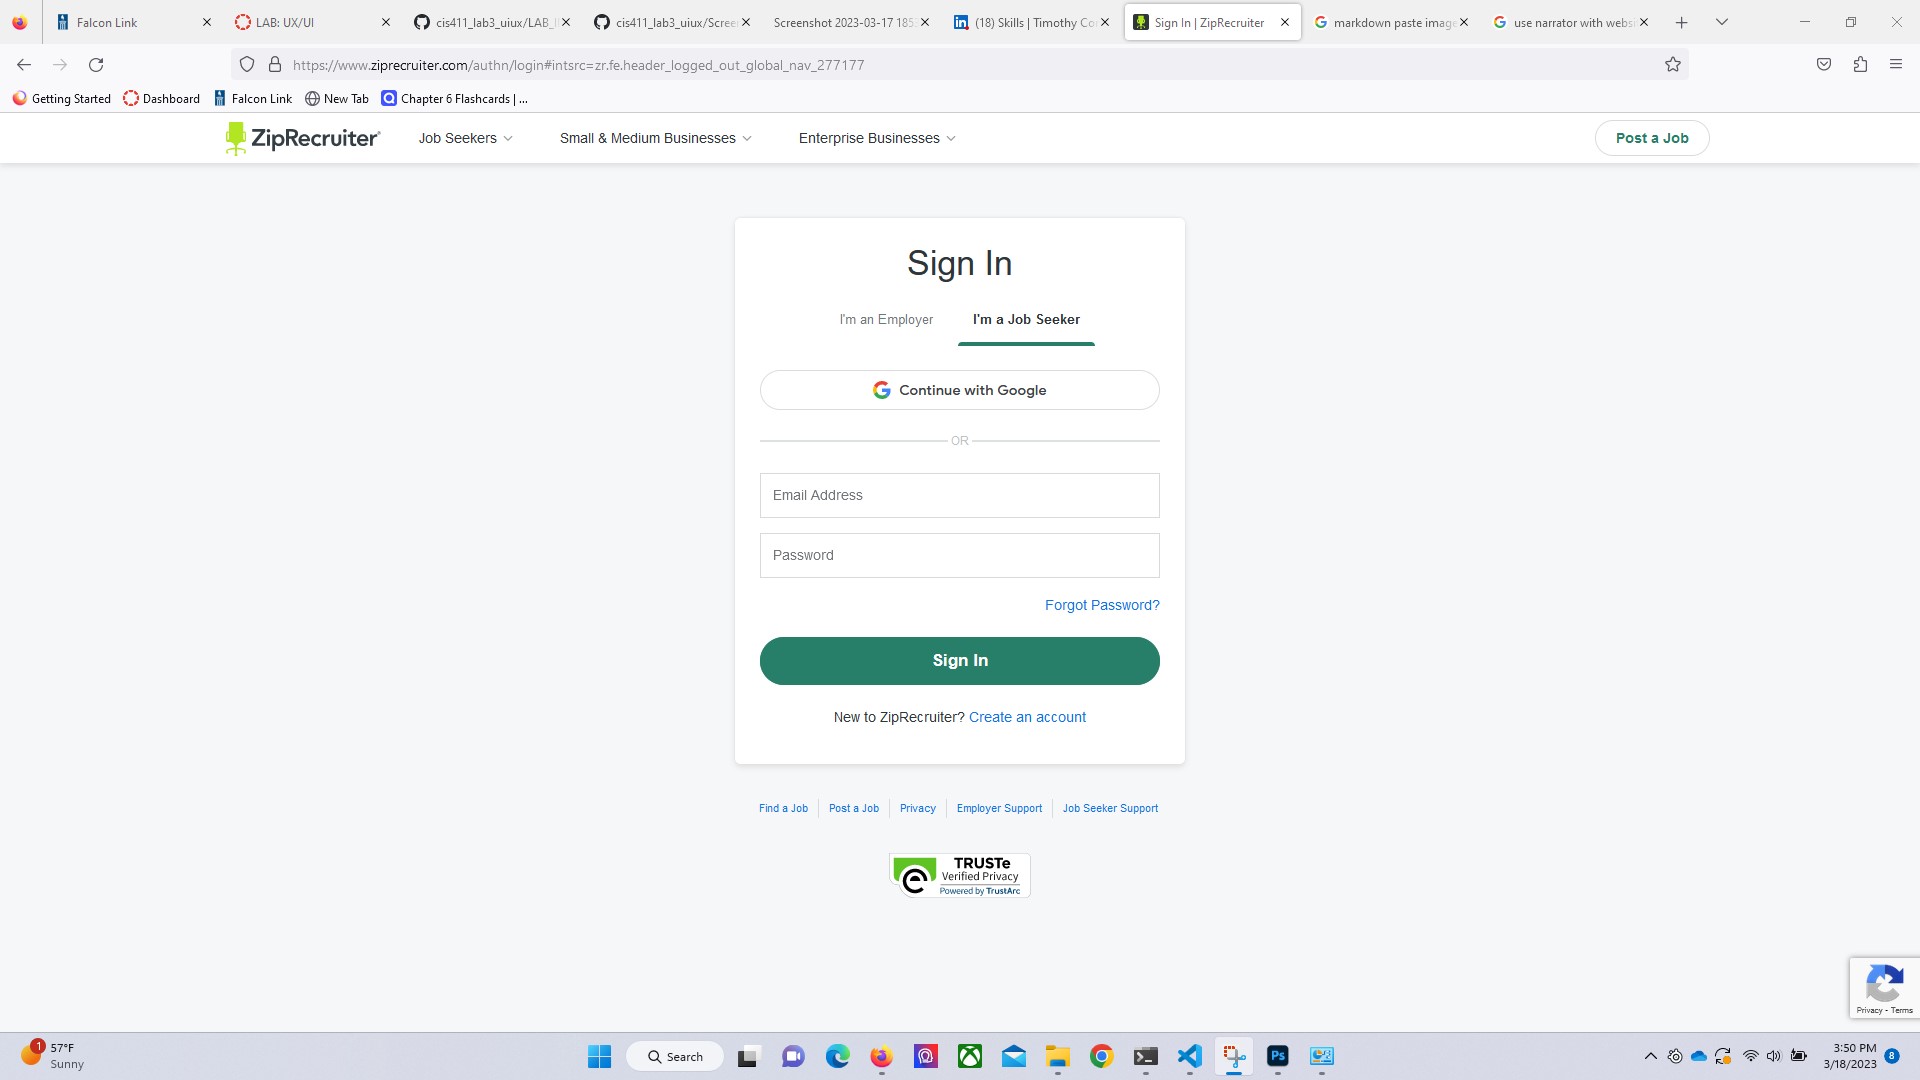 Falcon Link
LAB: UX/UI
cis411_lab3_uiux/LAB_
cis411_lab3_uiux/Scree
Screenshot 2023-03-17 185
(18) Skills | Timothy Co
Sign In | ZipRecruiter
markdown paste image
use narrator with webs
https://www.ziprecruiter.com/authn/login#intsrc=zr.fe.header_logged_out_global_nav_277177
Getting Started
Dashboard
Falcon Link
New Tab
Chapter 6 Flashcards | ...
ZipRecruiter
Job Seekers
Small & Medium Businesses
Enterprise Businesses
Post a Job
Sign In
I'm an Employer
I'm a Job Seeker
Continue with Google
OR
Email Address
Password
Forgot Password?
Sign In
New to ZipRecruiter? Create an account
Find a Job
Post a Job
Privacy
Employer Support
Job Seeker Support
TRUSTe
Verified Privacy
Powered by TrustArc
Privacy - Terms
1
57°F
Sunny
Search
Ps
3:50 PM
3/18/2023
8